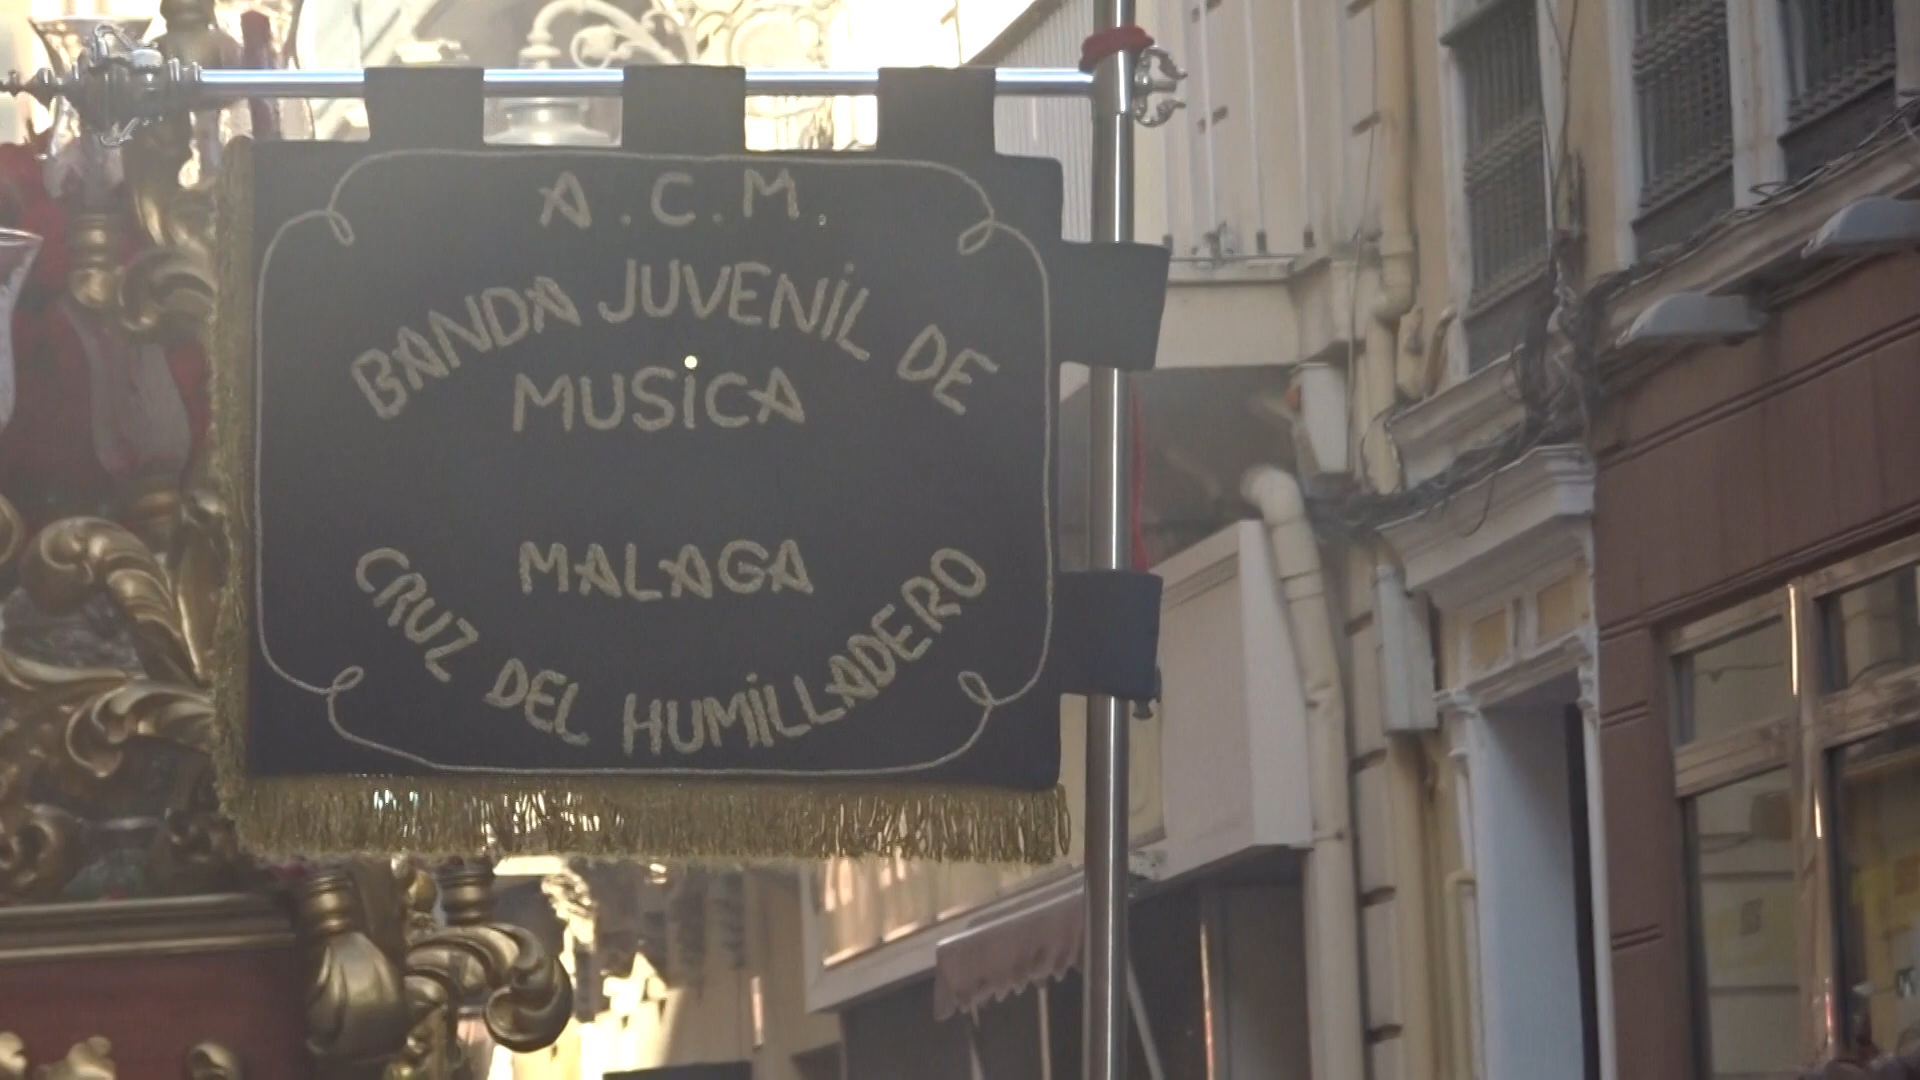 A.C.M.
BANDA JUVENIL DE
MUSICA
MALAGA
CRUZ DEL HUMILLADERO